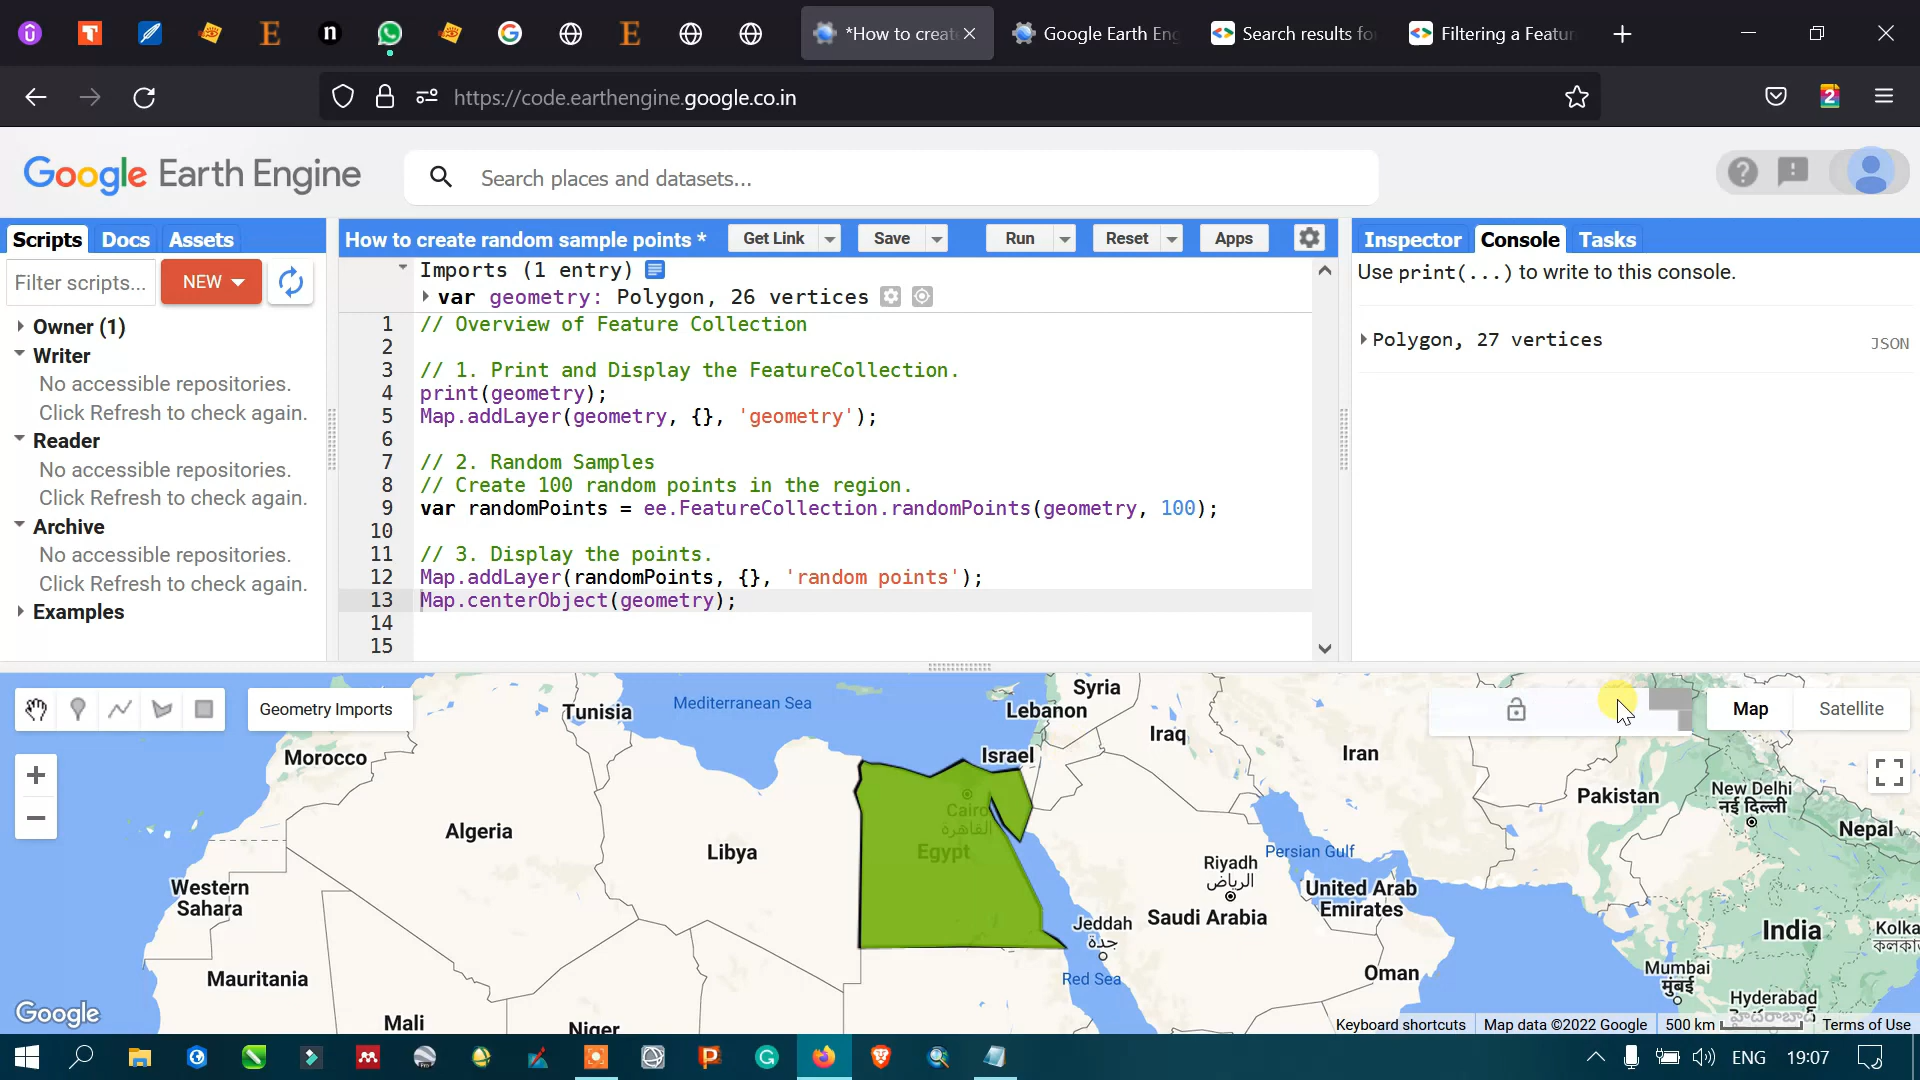 *How to creat
Google Earth Eng
Search results fo
Filtering a Featur
https://code.earthengine.google.co.in
2
Google Earth Engine
Search places and datasets...
Scripts
Docs
Assets
How to create random sample points *
Get Link
Save
Run
Reset
Apps
Inspector
Console
Tasks
Filter scripts...
NEW
Owner (1)
Writer
No accessible repositories.
Click Refresh to check again.
Reader
No accessible repositories.
Click Refresh to check again.
Archive
No accessible repositories.
Click Refresh to check again.
Examples
Imports (1 entry)
var geometry: Polygon, 26 vertices
1 // Overview of Feature Collection
2
3 // 1. Print and Display the FeatureCollection.
4 print(geometry);
5 Map.addLayer(geometry, {}, 'geometry');
6
7 // 2. Random Samples
8 // Create 100 random points in the region.
9 var randomPoints = ee.FeatureCollection.randomPoints(geometry, 100);
10
11 // 3. Display the points.
12 Map.addLayer(randomPoints, {}, 'random points');
13 Map.centerObject(geometry);
14
15
Use print(...) to write to this console.
Polygon, 27 vertices
JSON
Geometry Imports
Map
Satellite
Tunisia
Mediterranean Sea
Syria
Lebanon
Iraq
Iran
Israel
Morocco
Pakistan
New Delhi
नई दिल्ली
Nepal
Algeria
Libya
Cairo
القاهرة
Egypt
Persian Gulf
Riyadh
الرياض
Western
Sahara
United Arab
Emirates
Jeddah
جدة
Saudi Arabia
India
Kolka
कलका
Mauritania
Red Sea
Oman
Mumbai
मुंबई
Hyderabad
హైదరాబాద్
Mali
Niger
Google
Keyboard shortcuts
Map data ©2022 Google
500 km
Terms of Use
ENG
19:07